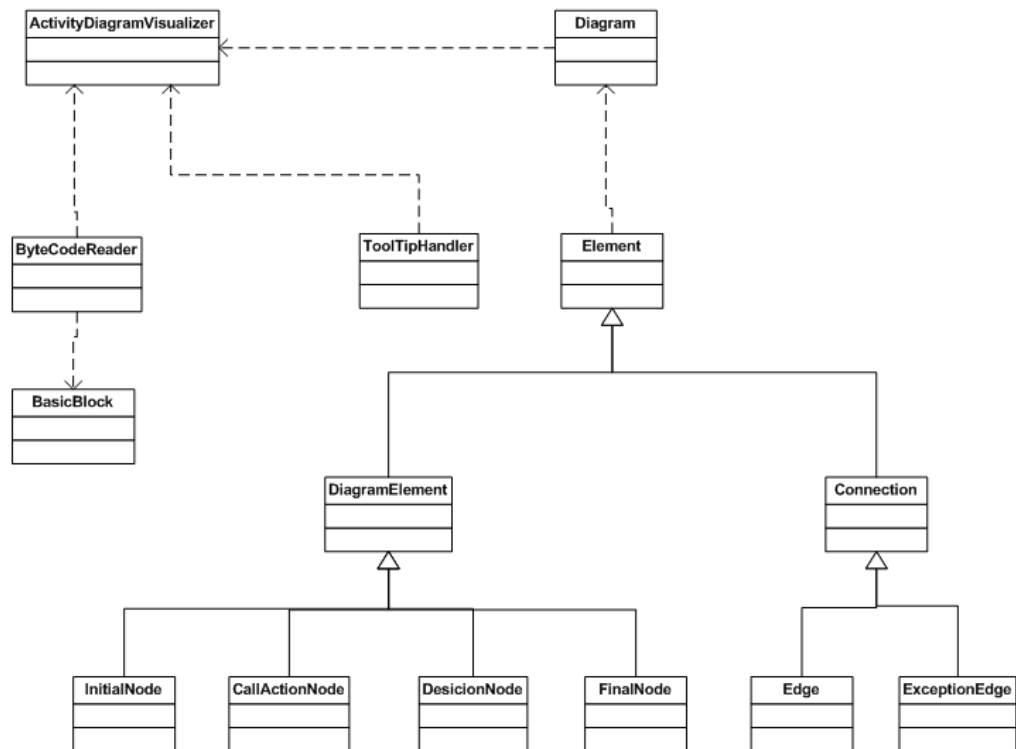 ActivityDiagramVisualizer
Diagram
ByteCodeReader
ToolTipHandler
Element
BasicBlock
DiagramElement
Connection
InitialNode
CallActionNode
DesicionNode
FinalNode
Edge
ExceptionEdge